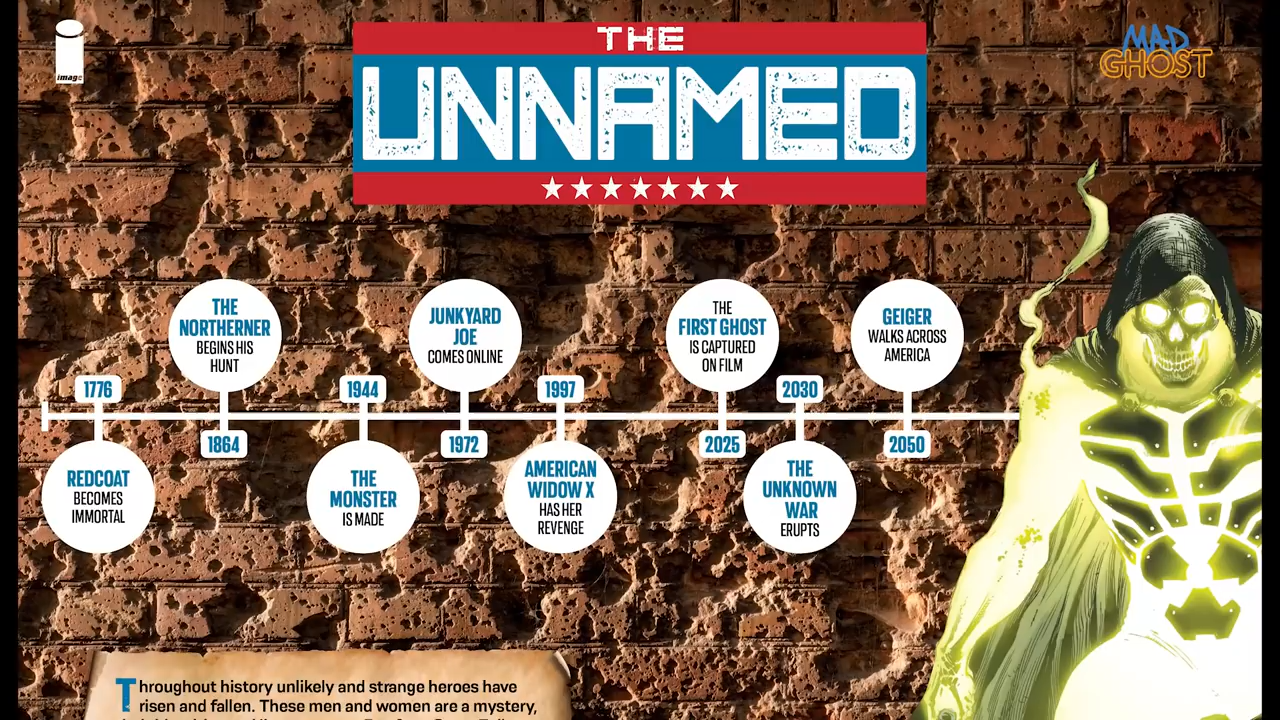 image
THE
UNNAMED
MAD
GHOST
1776
REDCOAT
BECOMES
IMMORTAL
THE
NORTHERNER
BEGINS HIS
HUNT
1864
1944
THE
MONSTER
IS MADE
JUNKYARD
JOE
COMES ONLINE
1972
1997
AMERICAN
WIDOW X
HAS HER
REVENGE
THE
FIRST GHOST
IS CAPTURED
ON FILM
2025
2030
THE
UNKNOWN
WAR
ERUPTS
GEIGER
WALKS ACROSS
AMERICA
2050
Throughout history unlikely and strange heroes have
risen and fallen. These men and women are a mystery,